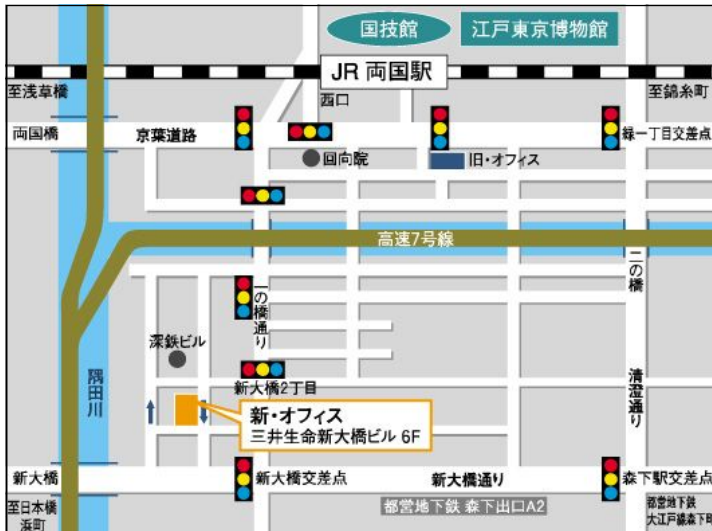 国技館
江戸東京博物館
JR 両国駅
至浅草橋
西口
至錦糸町
両国橋
京葉道路
緑一丁目交差点
回向院
旧・オフィス
高速7号線
一の橋通り
二の橋
深鉄ビル
隅田川
新大橋2丁目
清澄通り
新・オフィス
三井生命新大橋ビル 6F
新大橋
新大橋交差点
新大橋通り
森下駅交差点
至日本橋
浜町
都営地下鉄 森下出口A2
都営地下鉄
大江戸線森下町